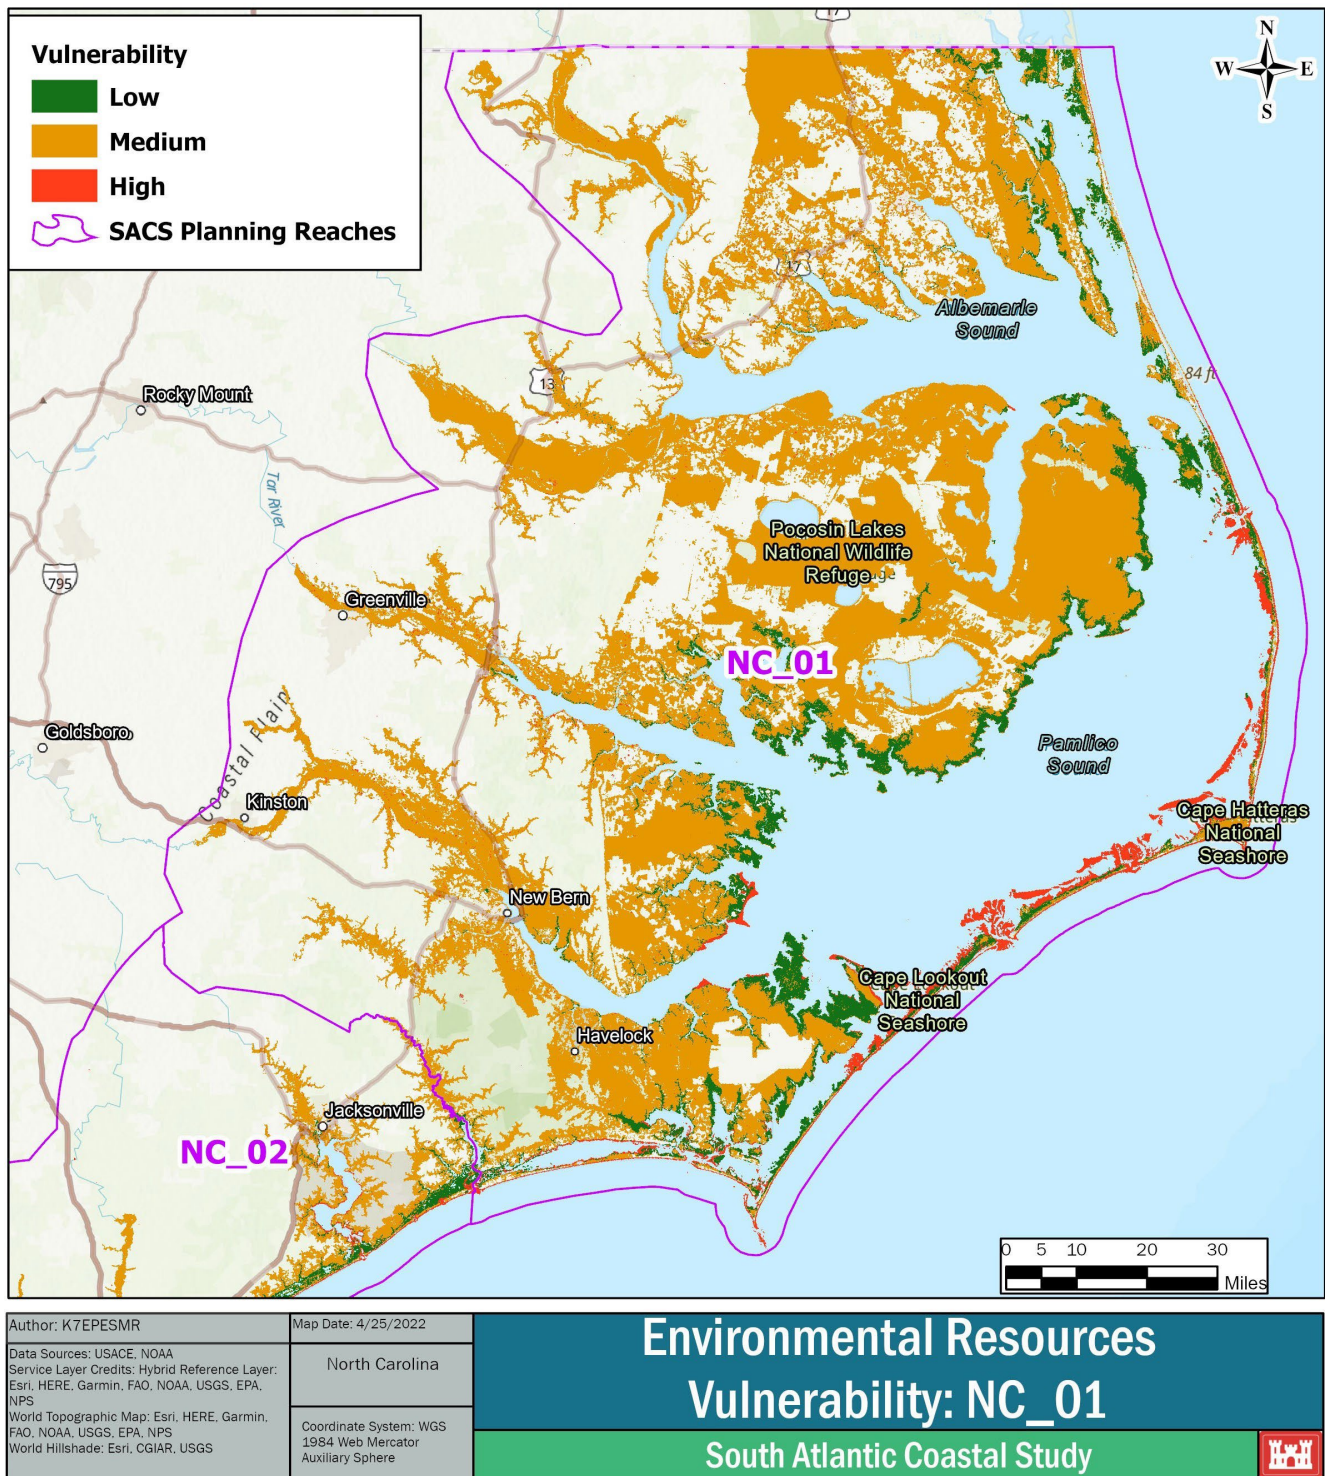 Vulnerability
Low
Medium
High
SACS Planning Reaches
17
N
W E
S
17
Albemarle
Sound
84 ft
13
Rocky Mount
Tar River
795
Pocosin Lakes
National Wildlife
Refuge
Greenville
NC_01
Goldsboro
Coastal Plain
Pamlico
Sound
Kinston
Cape Hatteras
National
Seashore
New Bern
Cape Lookout
National
Seashore
Havelock
Jacksonville
NC_02
0 5 10 20 30
Miles
Author: K7EPESMR
Data Sources: USACE, NOAA
Service Layer Credits: Hybrid Reference Layer:
Esri, HERE, Garmin, FAO, NOAA, USGS, EPA,
NPS
World Topographic Map: Esri, HERE, Garmin,
FAO, NOAA, USGS, EPA, NPS
World Hillshade: Esri, CGIAR, USGS
Map Date: 4/25/2022
North Carolina
Coordinate System: WGS
1984 Web Mercator
Auxiliary Sphere
Environmental Resources
Vulnerability: NC_01
South Atlantic Coastal Study